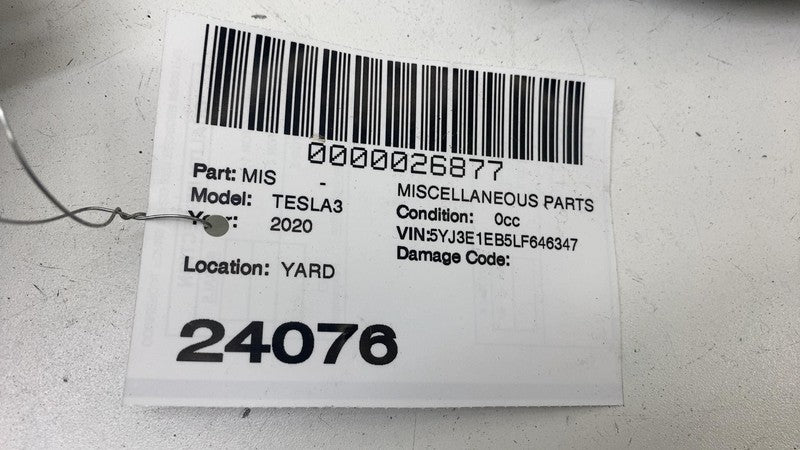 0000026877
Part: MIS -
MISCELLANEOUS PARTS
Model: TESLA3
Condition: 0cc
Year: 2020
VIN:5YJ3E1EB5LF646347
Damage Code:
Location: YARD
24076